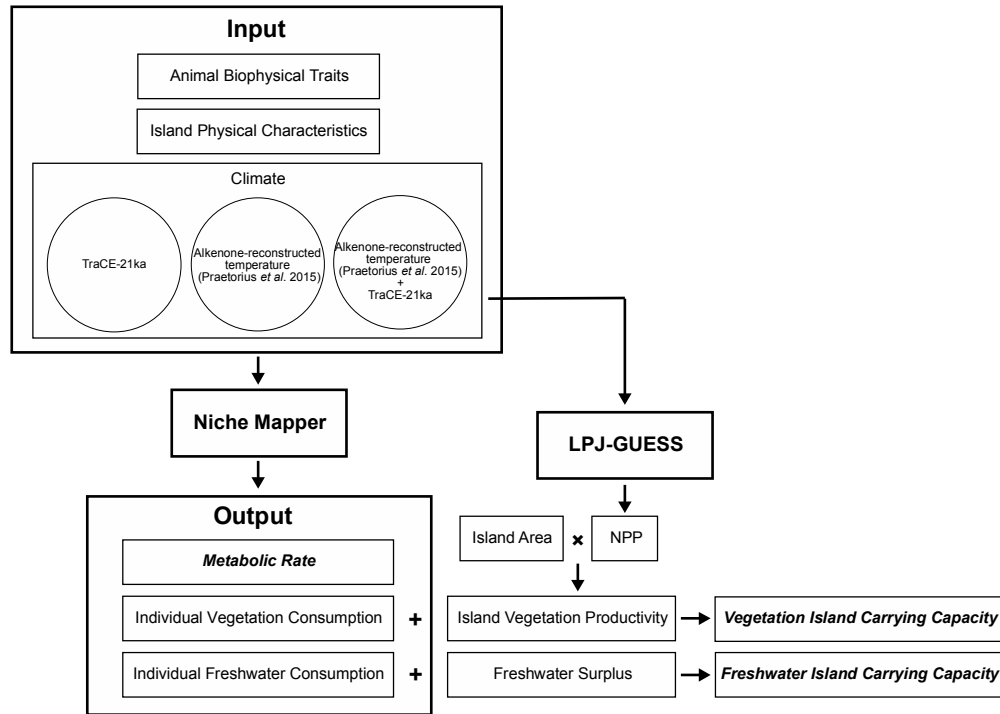 Input
Animal Biophysical Traits
Island Physical Characteristics
Climate
TraCE-21ka
Alkenone-reconstructed
temperature
(Praetorius et al. 2015)
Alkenone-reconstructed
temperature
(Praetorius et al. 2015)
+
TraCE-21ka
Niche Mapper
LPJ-GUESS
Output
Metabolic Rate
Island Area × NPP
Individual Vegetation Consumption + Island Vegetation Productivity Vegetation Island Carrying Capacity
Individual Freshwater Consumption + Freshwater Surplus Freshwater Island Carrying Capacity